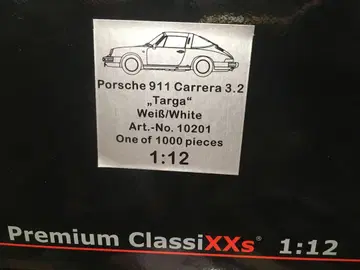 Porsche 911 Carrera 3.2
„Targa"
Weiß/White
Art.-No. 10201
One of 1000 pieces
1:12
Premium ClassiXXs® 1:12